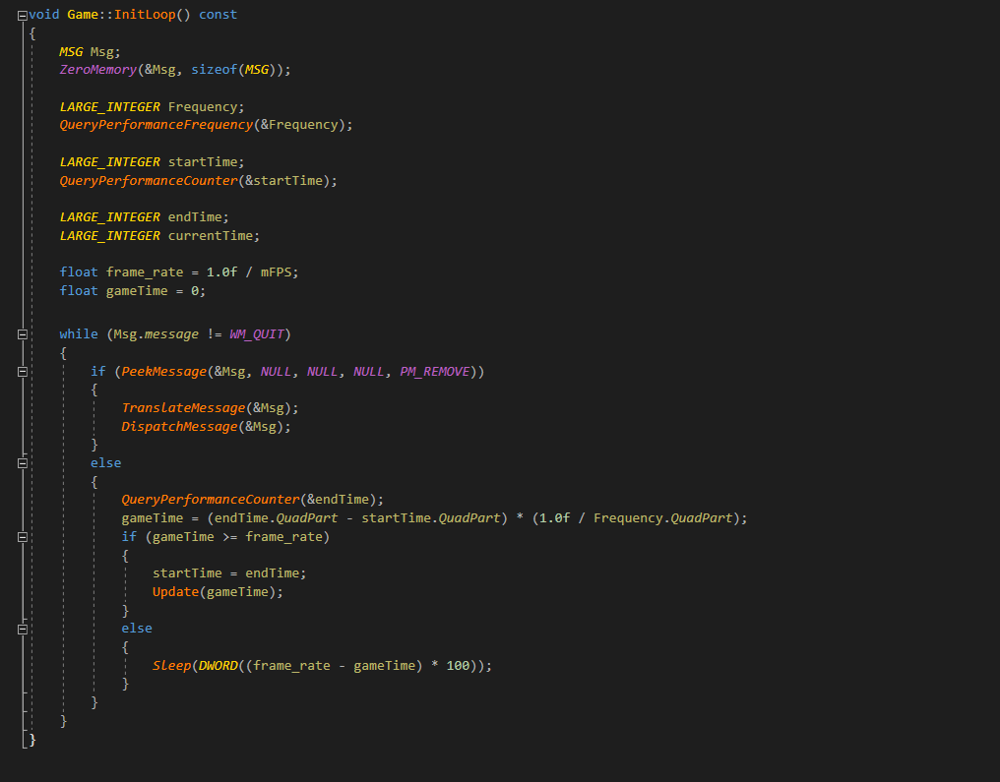 void Game::InitLoop() const
{
    MSG Msg;
    ZeroMemory(&Msg, sizeof(MSG));

    LARGE_INTEGER Frequency;
    QueryPerformanceFrequency(&Frequency);

    LARGE_INTEGER startTime;
    QueryPerformanceCounter(&startTime);

    LARGE_INTEGER endTime;
    LARGE_INTEGER currentTime;

    float frame_rate = 1.0f / mFPS;
    float gameTime = 0;

    while (Msg.message != WM_QUIT)
    {
        if (PeekMessage(&Msg, NULL, NULL, NULL, PM_REMOVE))
        {
            TranslateMessage(&Msg);
            DispatchMessage(&Msg);
        }
        else
        {
            QueryPerformanceCounter(&endTime);
            gameTime = (endTime.QuadPart - startTime.QuadPart) * (1.0f / Frequency.QuadPart);
            if (gameTime >= frame_rate)
            {
                startTime = endTime;
                Update(gameTime);
            }
            else
            {
                Sleep(DWORD((frame_rate - gameTime) * 100));
            }
        }
    }
}